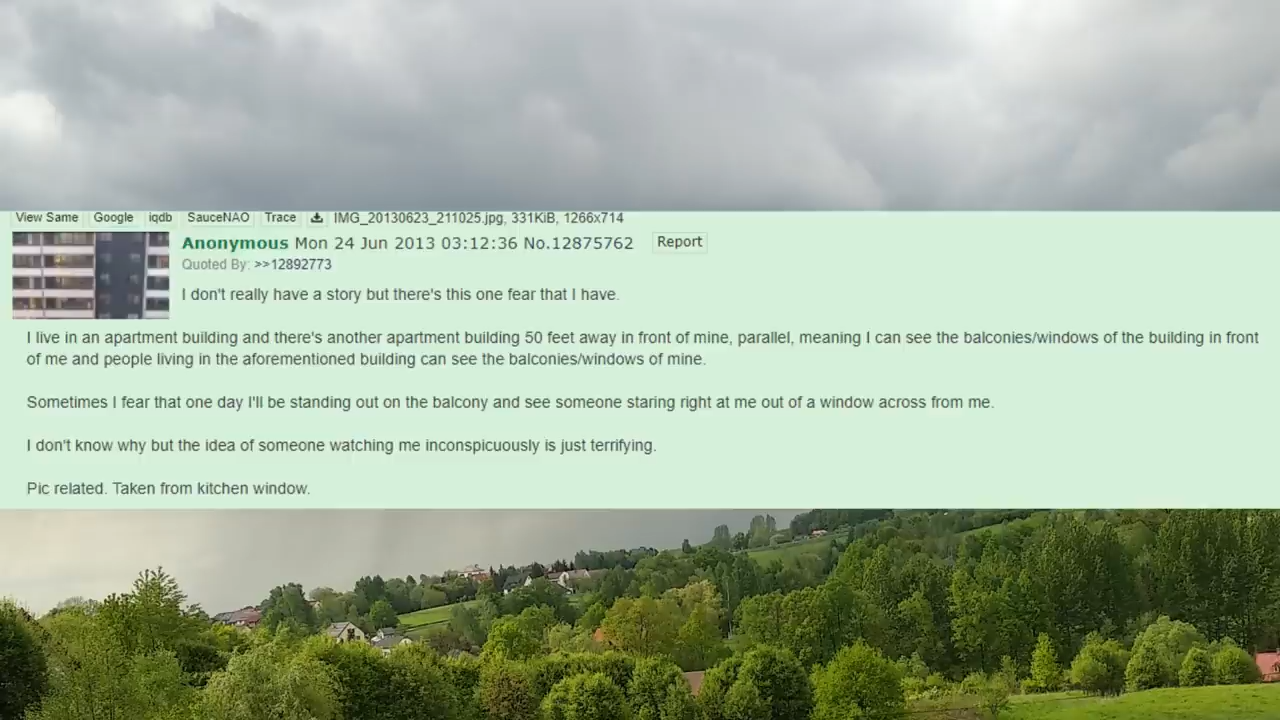 View Same Google iqdb SauceNAO Trace IMG_20130623_211025.jpg, 331KiB, 1266x714
Anonymous Mon 24 Jun 2013 03:12:36 No.12875762 Report
Quoted By: >>12892773
I don't really have a story but there's this one fear that I have.
I live in an apartment building and there's another apartment building 50 feet away in front of mine, parallel, meaning I can see the balconies/windows of the building in front
of me and people living in the aforementioned building can see the balconies/windows of mine.
Sometimes I fear that one day I'll be standing out on the balcony and see someone staring right at me out of a window across from me.
I don't know why but the idea of someone watching me inconspicuously is just terrifying.
Pic related. Taken from kitchen window.